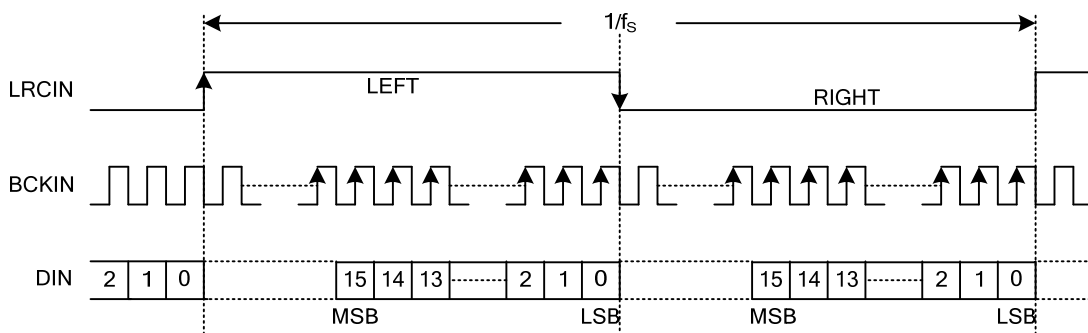 1/fS
LRCIN LEFT RIGHT
BCKIN
DIN 2 1 0 15 14 13 2 1 0 15 14 13 2 1 0
MSB LSB MSB LSB